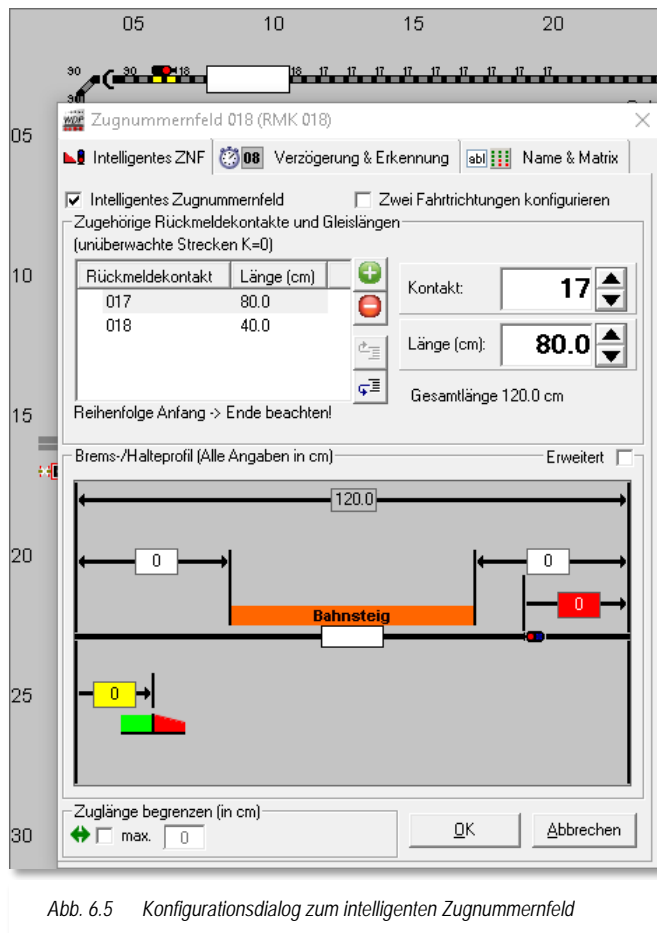 05 10 15 20
90 90 18 18 17 17 17 17 17 17 17 17 17
90
WDP Zugnummernfeld 018 (RMK 018)
05
Intelligentes ZNF 08 Verzögerung & Erkennung abl Name & Matrix
Intelligentes Zugnummernfeld Zwei Fahrtrichtungen konfigurieren
Zugehörige Rückmeldekontakte und Gleislängen
(unüberwachte Strecken K=0)
10
Rückmeldekontakt Länge (cm)
017 80.0
018 40.0
Kontakt: 17
Länge (cm): 80.0
Gesamtlänge 120.0 cm
15
Reihenfolge Anfang -> Ende beachten!
Brems-/Halteprofil (Alle Angaben in cm) Erweitert
120.0
20
0 0
0
Bahnsteig
25
0
Zuglänge begrenzen (in cm)
30
max. 0
OK Abbrechen
Abb. 6.5 Konfigurationsdialog zum intelligenten Zugnummernfeld